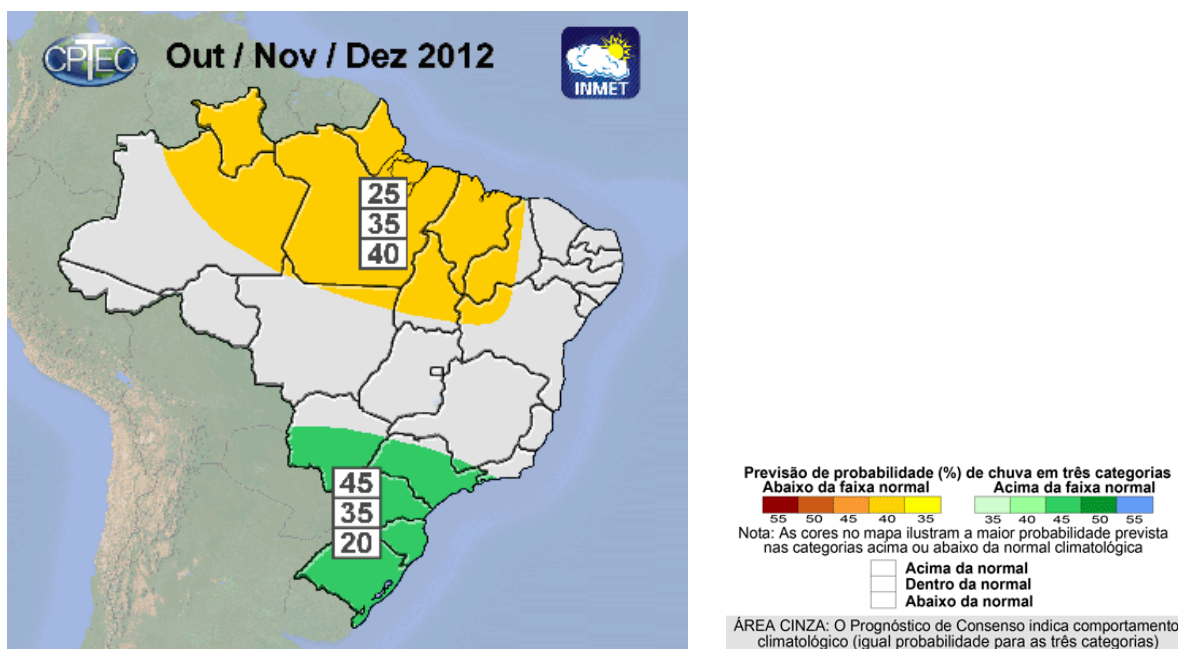 CPTEC
Out / Nov / Dez 2012
INMET
25
35
40
45
35
20
Previsão de probabilidade (%) de chuva em três categorias
Abaixo da faixa normal Acima da faixa normal
55 50 45 40 35 35 40 45 50 55
Nota: As cores no mapa ilustram a maior probabilidade prevista
nas categorias acima ou abaixo da normal climatológica
Acima da normal
Dentro da normal
Abaixo da normal
ÁREA CINZA: O Prognóstico de Consenso indica comportamento
climatológico (igual probabilidade para as três categorias)